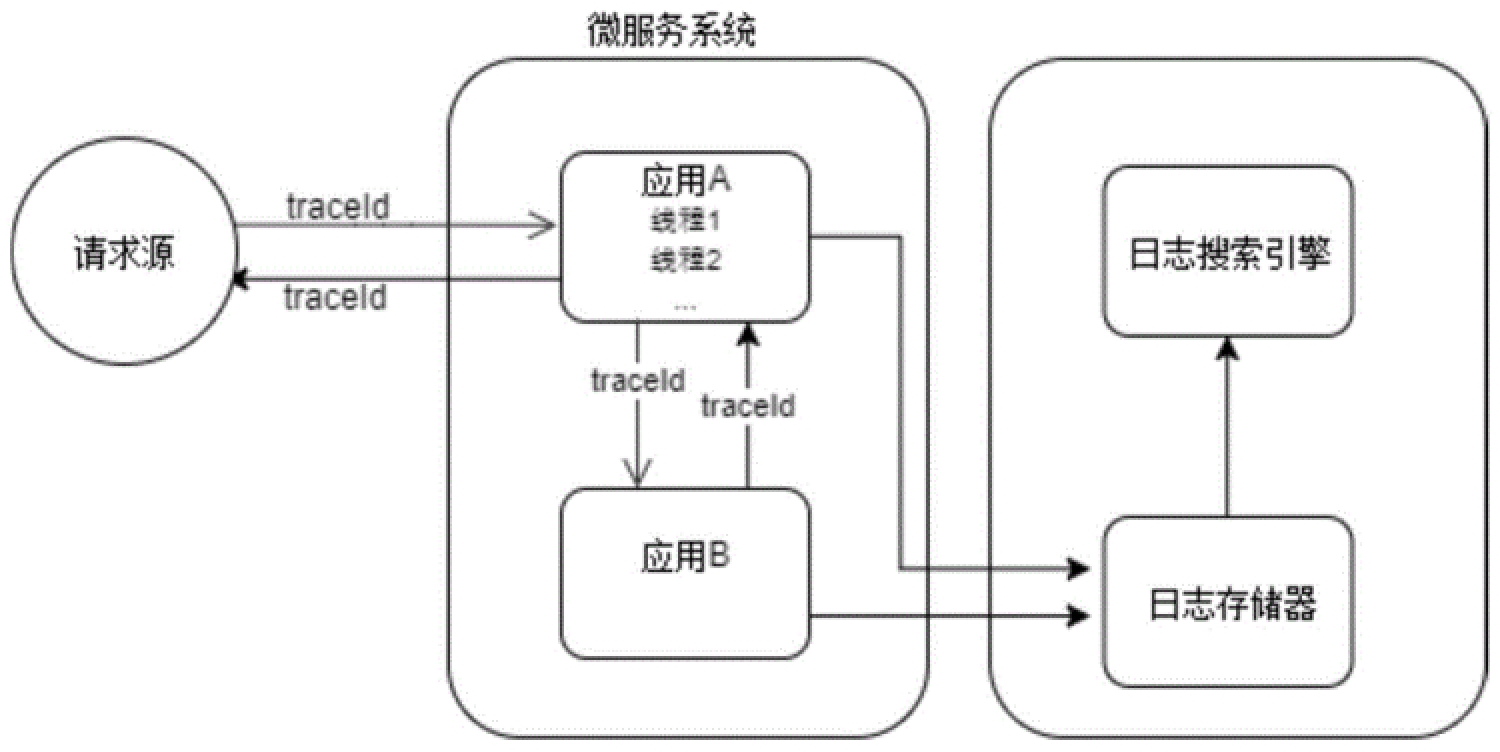 微服务系统
请求源
traceId
traceId
应用A
线程1
线程2
...
traceId
traceId
应用B
日志搜索引擎
日志存储器